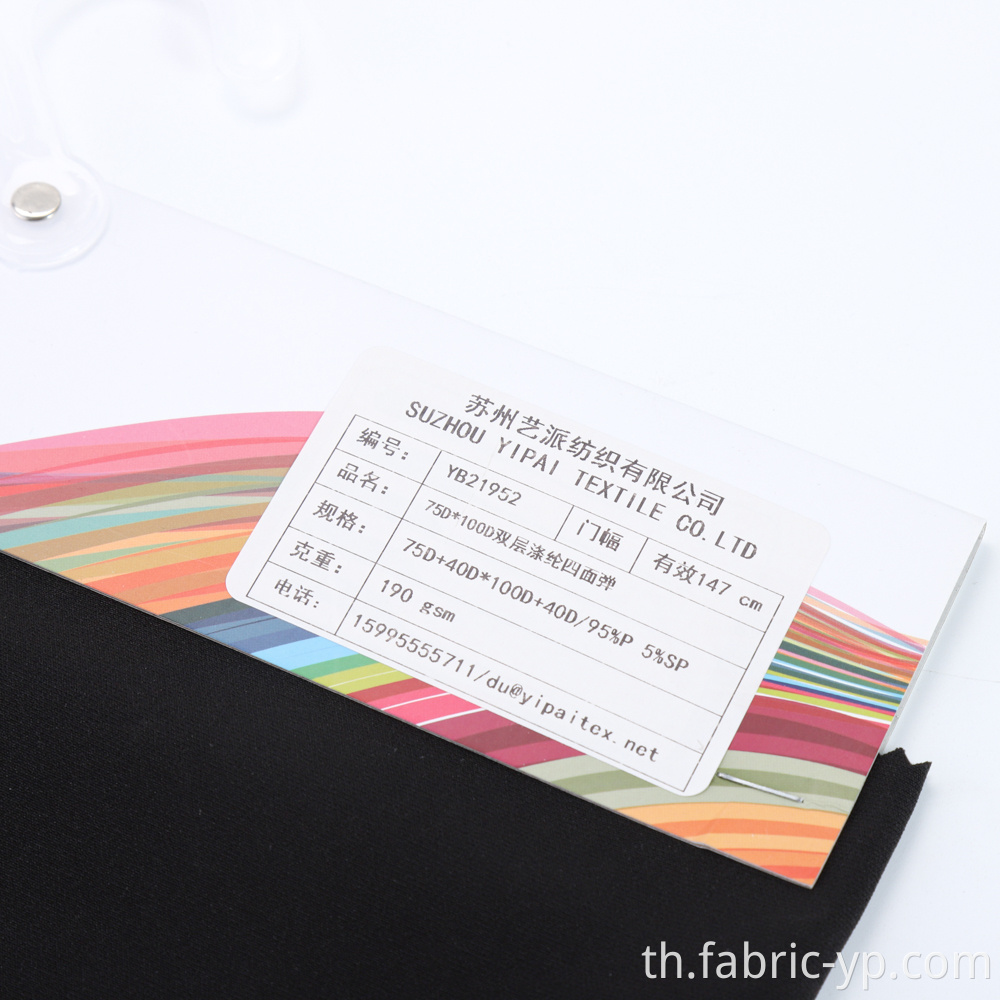 苏州艺派纺织有限公司
SUZHOU YIPAI TEXTILE CO.LTD
编号: YB21952 门幅 有效147 cm
品名: 75D*100D双层涤纶四面弹
规格: 75D+40D*100D+40D/95%P 5%SP
克重: 190 gsm
电话: 15995555711/du@yipaitex.net
th.fabric-yp.com